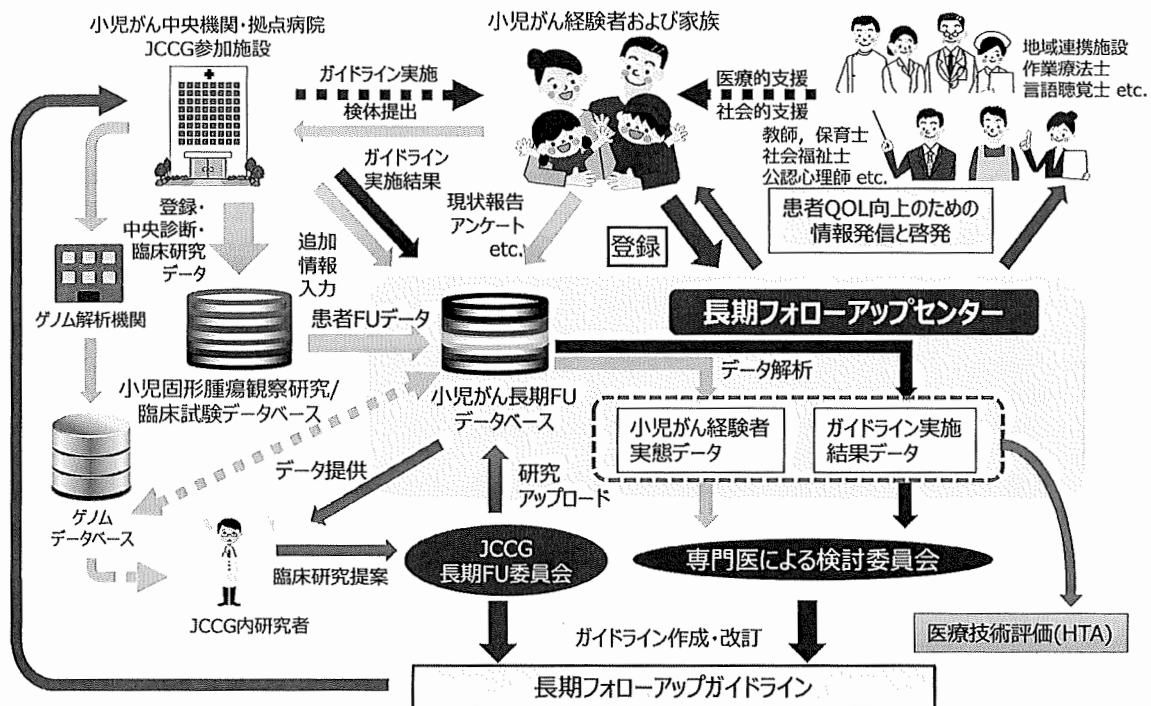 小児がん中央機関・拠点病院
JCCG参加施設
小児がん経験者および家族
地域連携施設
作業療法士
言語聴覚士 etc.
ガイドライン実施
検体提出
医療的支援
社会的支援
教師，保育士
社会福祉士
公認心理師 etc.
ガイドライン
実施結果
現状報告
アンケート
etc.
登録
患者QOL向上のための
情報発信と啓発
登録・
中央診断・
臨床研究
データ
追加
情報
入力
ゲノム解析機関
患者FUデータ
長期フォローアップセンター
データ解析
小児固形腫瘍観察研究/
臨床試験データベース
小児がん長期FU
データベース
小児がん経験者
実態データ
ガイドライン実施
結果データ
データ提供
研究
アップロード
ゲノム
データベース
JCCG
長期FU委員会
専門医による検討委員会
臨床研究提案
JCCG内研究者
ガイドライン作成・改訂
医療技術評価(HTA)
長期フォローアップガイドライン